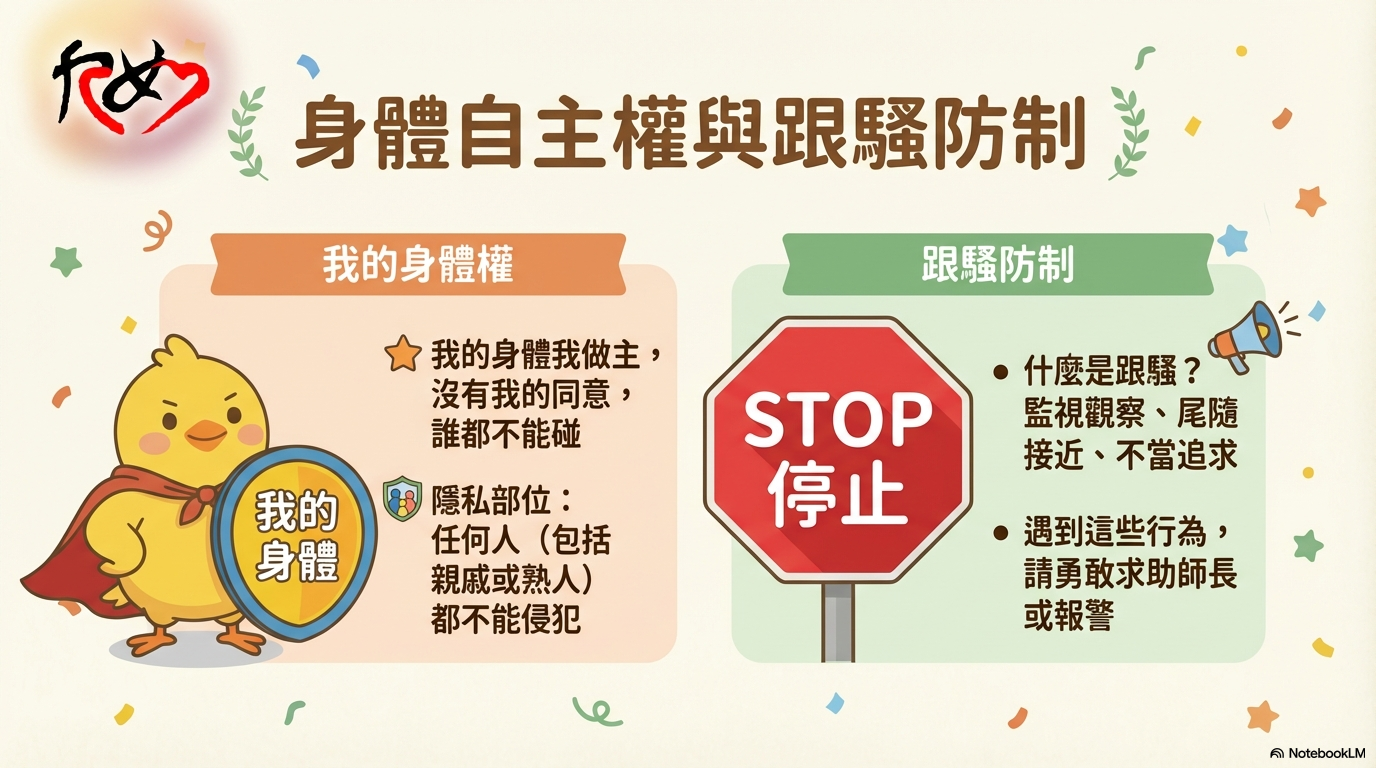 ため
身體自主權與跟騷防制
我的身體權
我的身體我做主，
沒有我的同意，
誰都不能碰
隱私部位：
任何人（包括
親戚或熟人）
都不能侵犯
我的
身體
跟騷防制
STOP
停止
什麼是跟騷？
監視觀察、尾隨
接近、不當追求
遇到這些行為，
請勇敢求助師長
或報警
NotebookLM